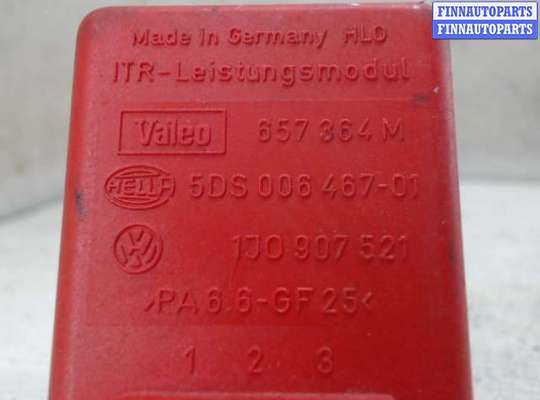 FINNAUTOPARTS
FINNAUTOPARTS
Made in Germany HLO
ITR-Leistungsmodul
Valeo 657 364 M
HELLA 5DS 006 467-01
VW 1J0 907 521
>PA 6.6-GF 25<
1 2 3